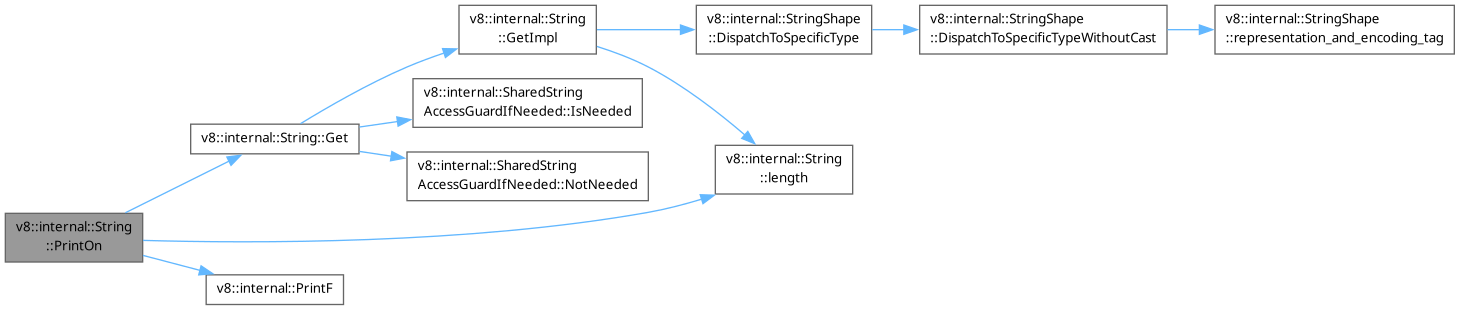 v8::internal::String
::GetImpl
v8::internal::StringShape
::DispatchToSpecificType
v8::internal::StringShape
::DispatchToSpecificTypeWithoutCast
v8::internal::StringShape
::representation_and_encoding_tag
v8::internal::SharedString
AccessGuardIfNeeded::IsNeeded
v8::internal::String::Get
v8::internal::SharedString
AccessGuardIfNeeded::NotNeeded
v8::internal::String
::length
v8::internal::String
::PrintOn
v8::internal::PrintF